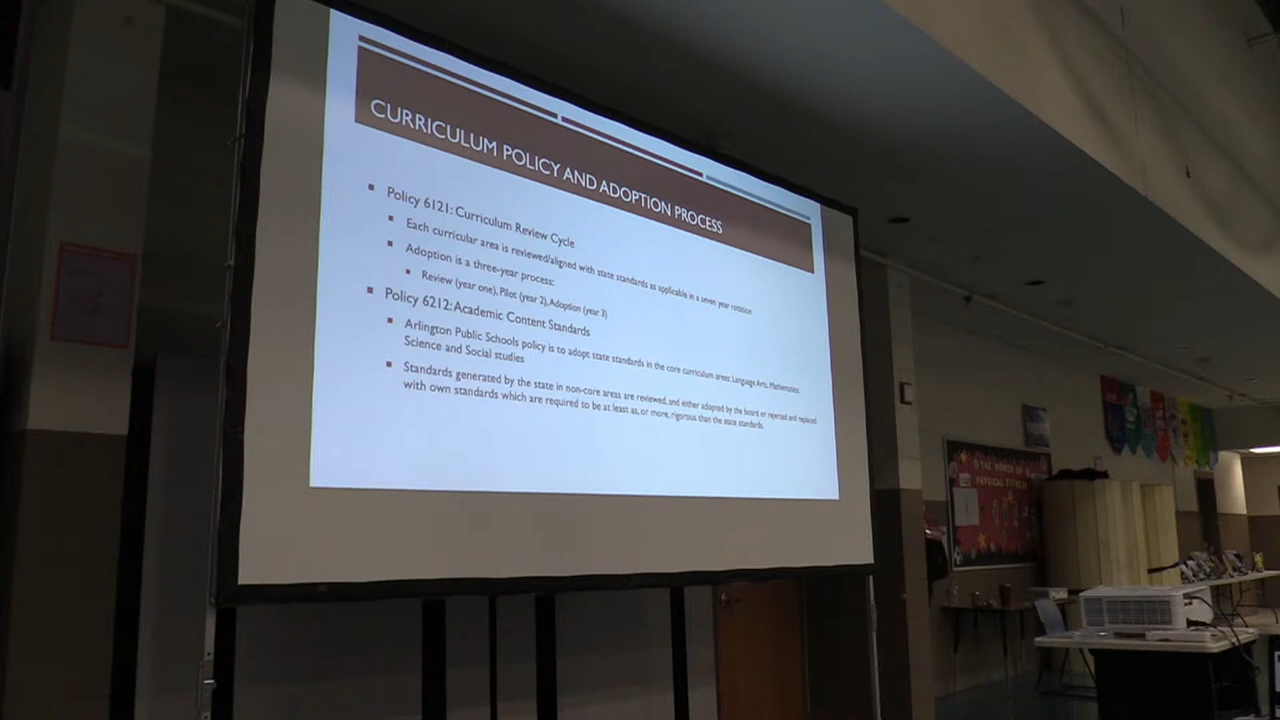 CURRICULUM POLICY AND ADOPTION PROCESS
Policy 6121: Curriculum Review Cycle
Each curricular area is reviewed/aligned with state standards as applicable in a seven year rotation
Adoption is a three-year process:
Review (year one), Pilot (year 2), Adoption (year 3)
Policy 6212: Academic Content Standards
Arlington Public Schools policy is to adopt state standards in the core curriculum areas: Language Arts, Mathematics,
Science and Social studies
Standards generated by the state in non-core areas are reviewed, and either adopted by the board or rejected and replaced
with own standards which are required to be at least as, or more, rigorous than the state standards.
THE POWER OF
PHYSICAL FITNESS